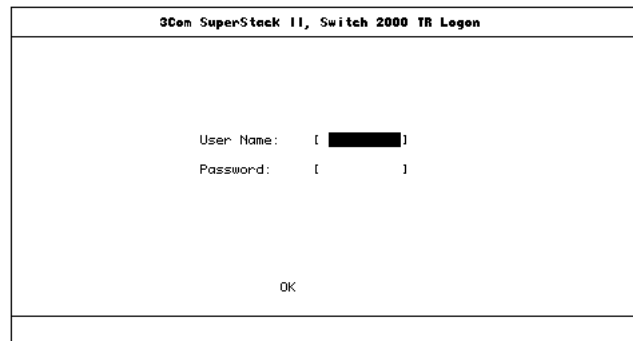 3Com SuperStack II, Switch 2000 TR Logon
User Name: [ ]
Password: [ ]
OK